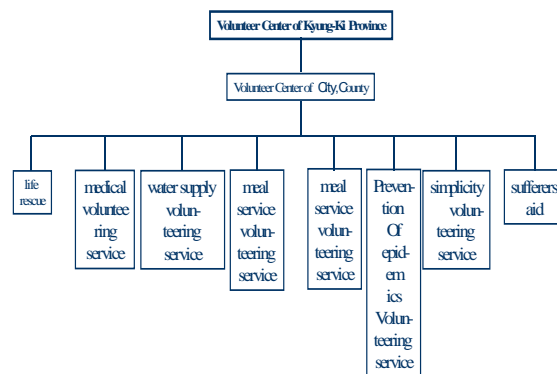 Volunteer Center of Kyung-Ki Province
Volunteer Center of City,County
life
rescue
medical
voluntee
ring
service
water supply
volun-
teering
service
meal
service
volun-
teering
service
meal
service
volun-
teering
service
Preven-
tion
Of
epid-
em
ics
Volun-
teering
service
simplicity
volun-
teering
service
sufferers
aid